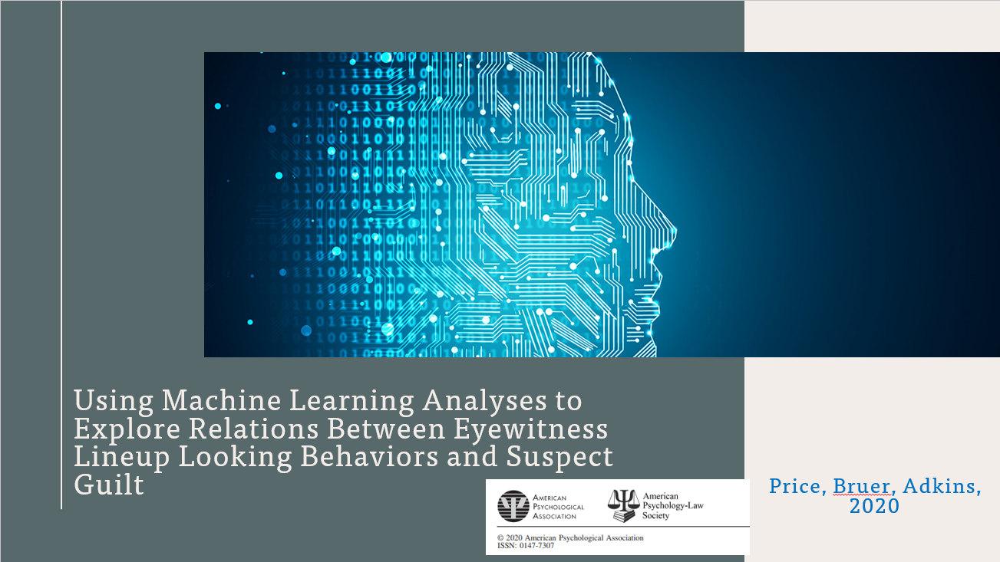 Using Machine Learning Analyses to
Explore Relations Between Eyewitness
Lineup Looking Behaviors and Suspect
Guilt
AMERICAN
PSYCHOLOGICAL
ASSOCIATION
American
Psychology-Law
Society
© 2020 American Psychological Association
ISSN: 0147-7307
Price, Bruer, Adkins,
2020